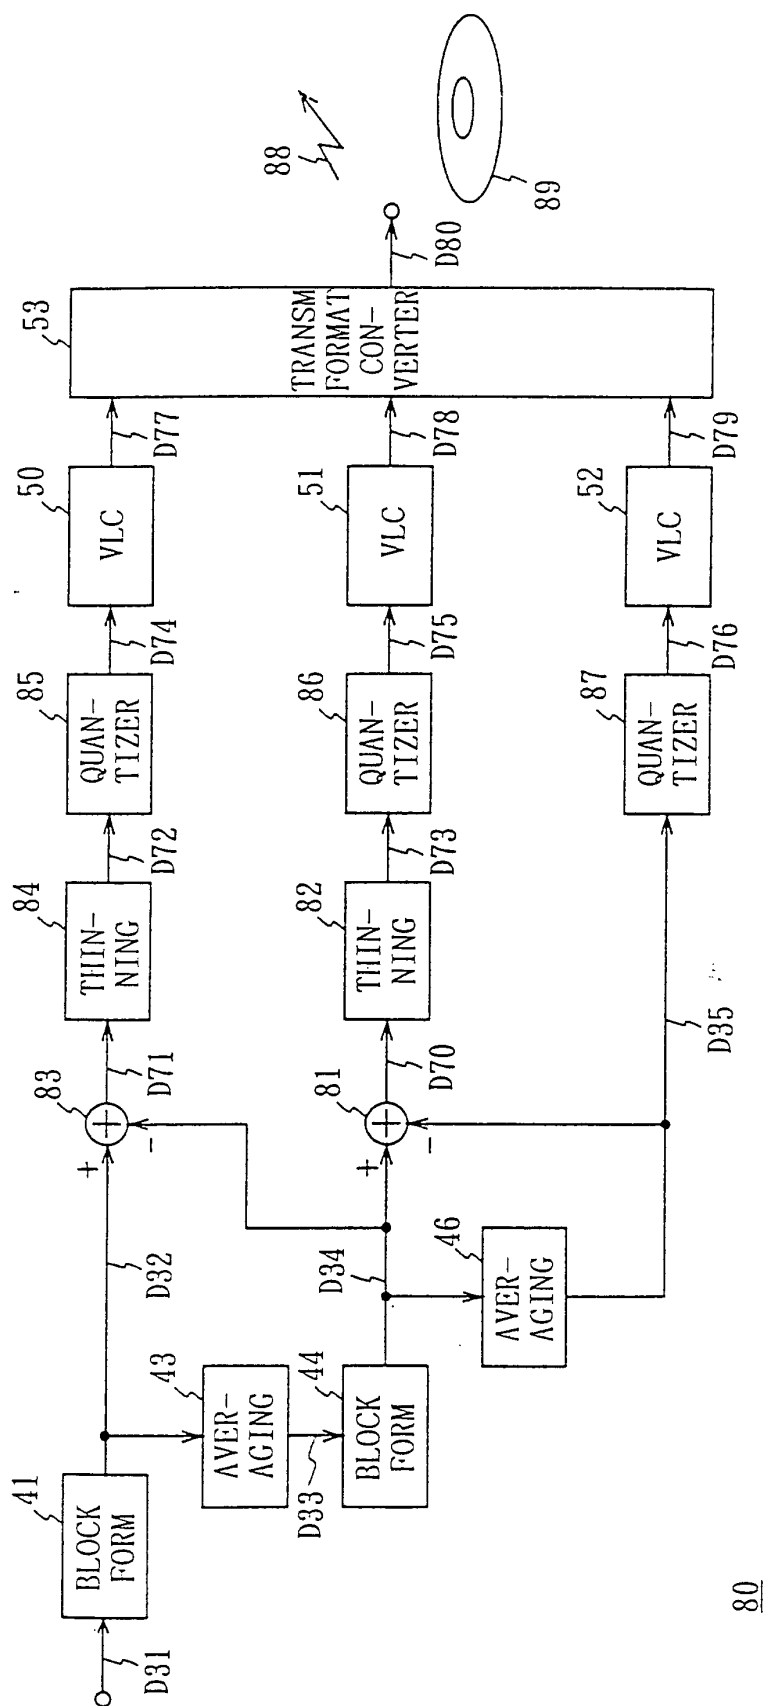 D31
41
BLOCK
FORM
D32
+
-
83
D71
84
THIN-
NING
D72
85
QUAN-
TIZER
D74
50
VLC
D77
43
AVER-
AGING
D33
44
BLOCK
FORM
D34
+
-
81
D70
82
THIN-
NING
D73
86
QUAN-
TIZER
D75
51
VLC
D78
46
AVER-
AGING
D35
87
QUAN-
TIZER
D76
52
VLC
D79
53
TRANSM
FORMAT
CON-
VERTER
D80
88
89
80